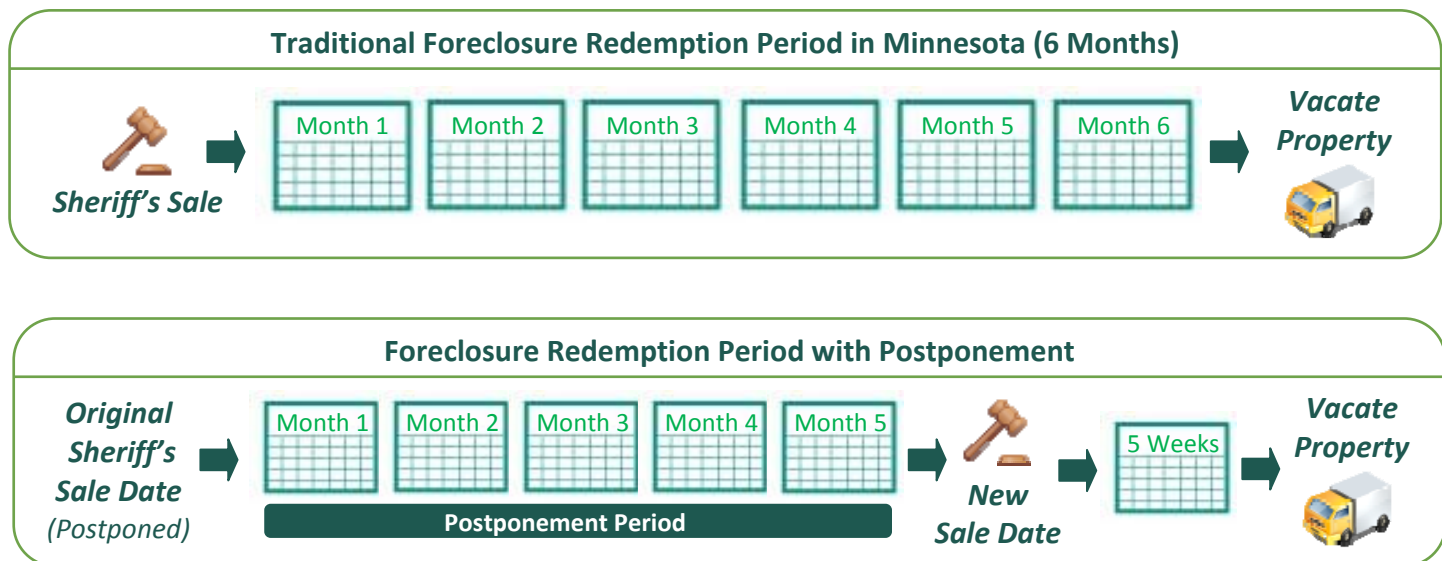 Traditional Foreclosure Redemption Period in Minnesota (6 Months)
Sheriff's Sale
Month 1
Month 2
Month 3
Month 4
Month 5
Month 6
Vacate
Property
Foreclosure Redemption Period with Postponement
Original
Sheriff's
Sale Date
(Postponed)
Month 1
Month 2
Month 3
Month 4
Month 5
Postponement Period
New
Sale Date
5 Weeks
Vacate
Property